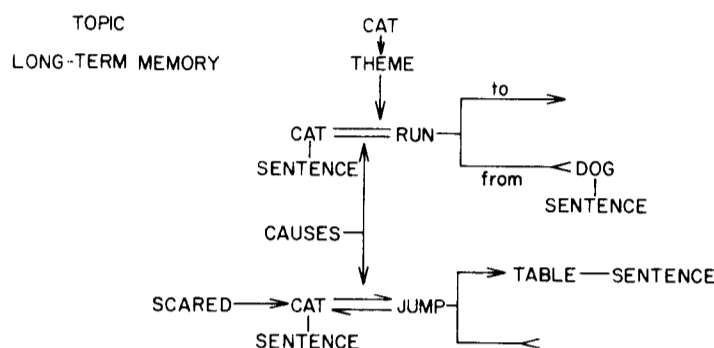 TOPIC CAT
LONG-TERM MEMORY THEME
to
CAT RUN
SENTENCE from DOG
SENTENCE
CAUSES
TABLE SENTENCE
SCARED CAT JUMP
SENTENCE